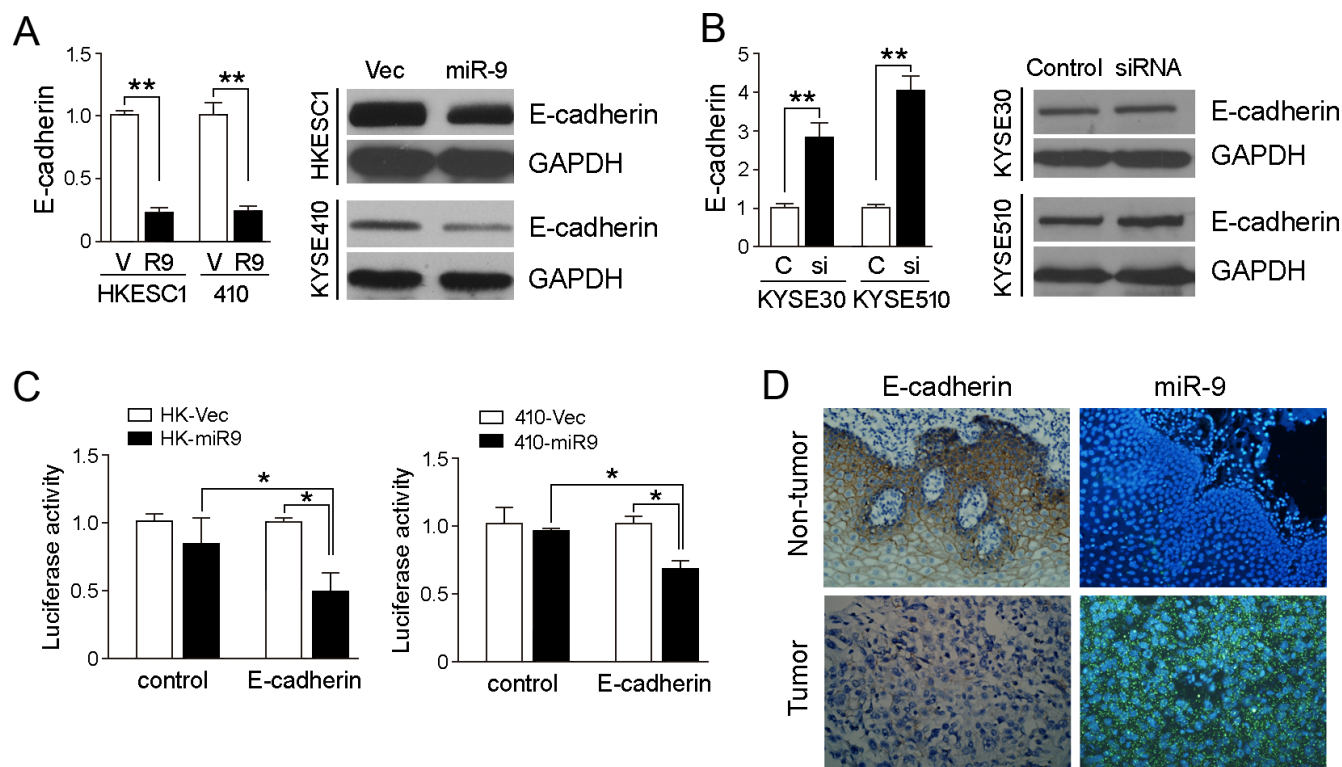 A
E-cadherin
1.5
1.0
0.5
0
**
**
V R9 V R9
HKESC1 410
Vec miR-9
HKESC1
E-cadherin
GAPDH
KYSE410
E-cadherin
GAPDH
B
E-cadherin
5
4
2
1
0
**
**
C si C si
KYSE30 KYSE510
Control siRNA
KYSE30
E-cadherin
GAPDH
KYSE510
E-cadherin
GAPDH
C
HK-Vec
HK-miR9
Luciferase activity
1.5
1.0
0.5
0
*
*
control E-cadherin
410-Vec
410-miR9
Luciferase activity
1.5
1.0
0.5
0
*
*
control E-cadherin
D
E-cadherin miR-9
Non-tumor
Tumor